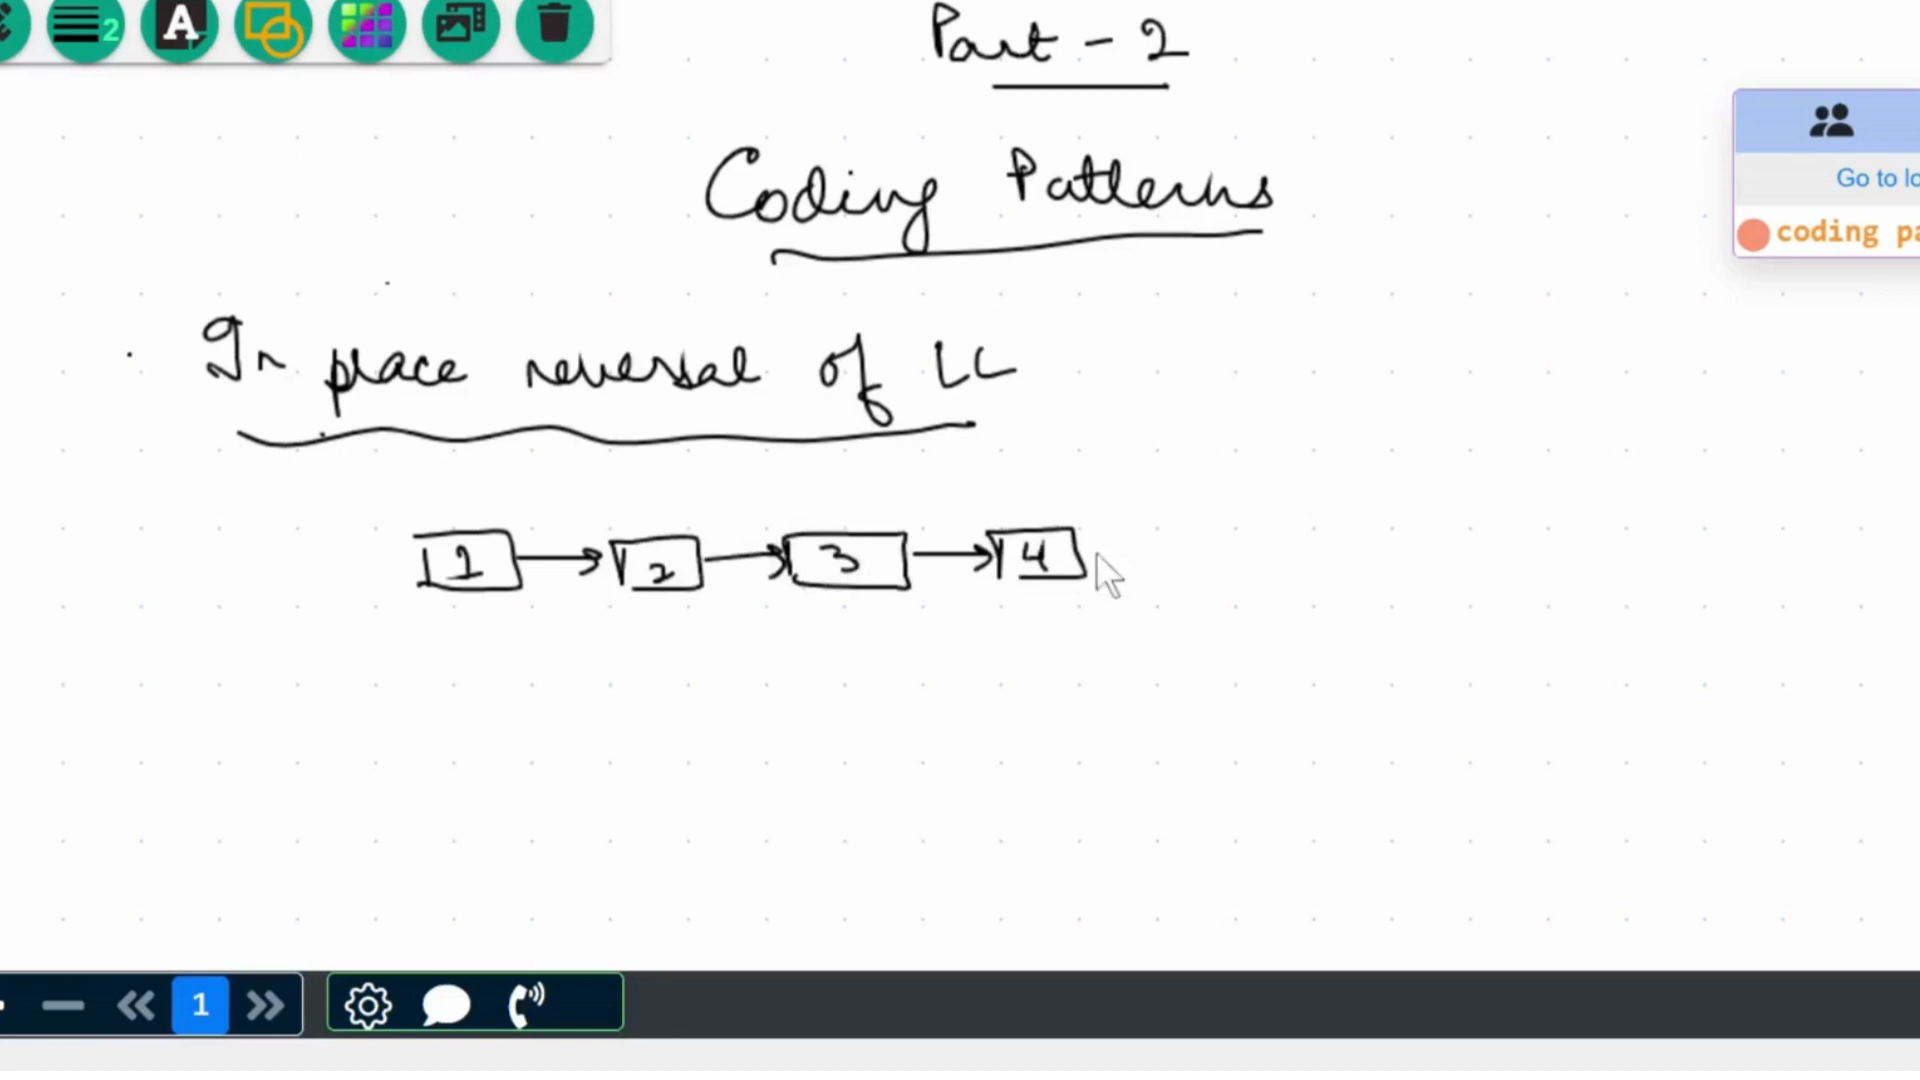 2
A
Part - 2
Coding Patterns
Go to lo
coding pa
In place reversal of LL
1 2 3 4
1